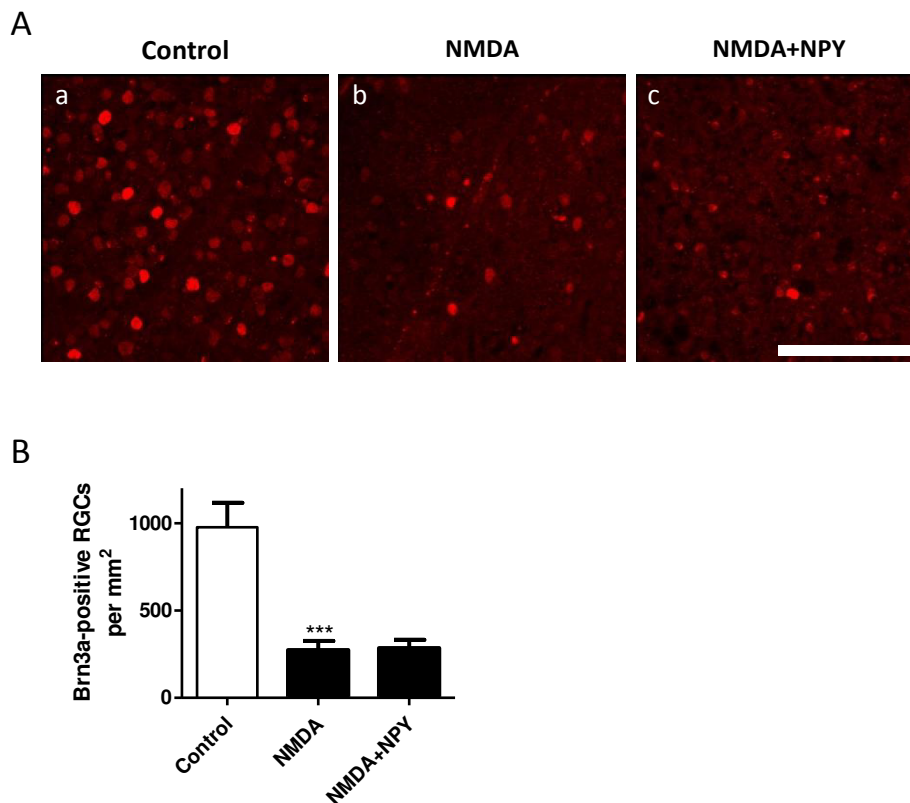 A
Control
NMDA
NMDA+NPY
a
b
c
B
Brn3a-positive RGCs
per mm²
1000
500
0
***
Control
NMDA
NMDA+NPY